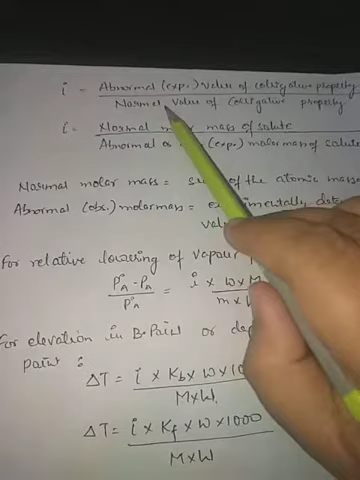 i = Abnormal (exp.) value of colligative property
Normal value of colligative property
i = Normal molar mass of solute
Abnormal or (exp.) molar mass of solute
Normal molar mass = of the atomic mass
Abnormal (obs.) molar mass = 
For relative lowering of vapour
P°A - PA / P°A = i × W × M / m × W
For elevation in B.Point or
point :
ΔT = i × Kb × w × 10 / M × W
ΔT = i × Kf × w × 1000 / M × W